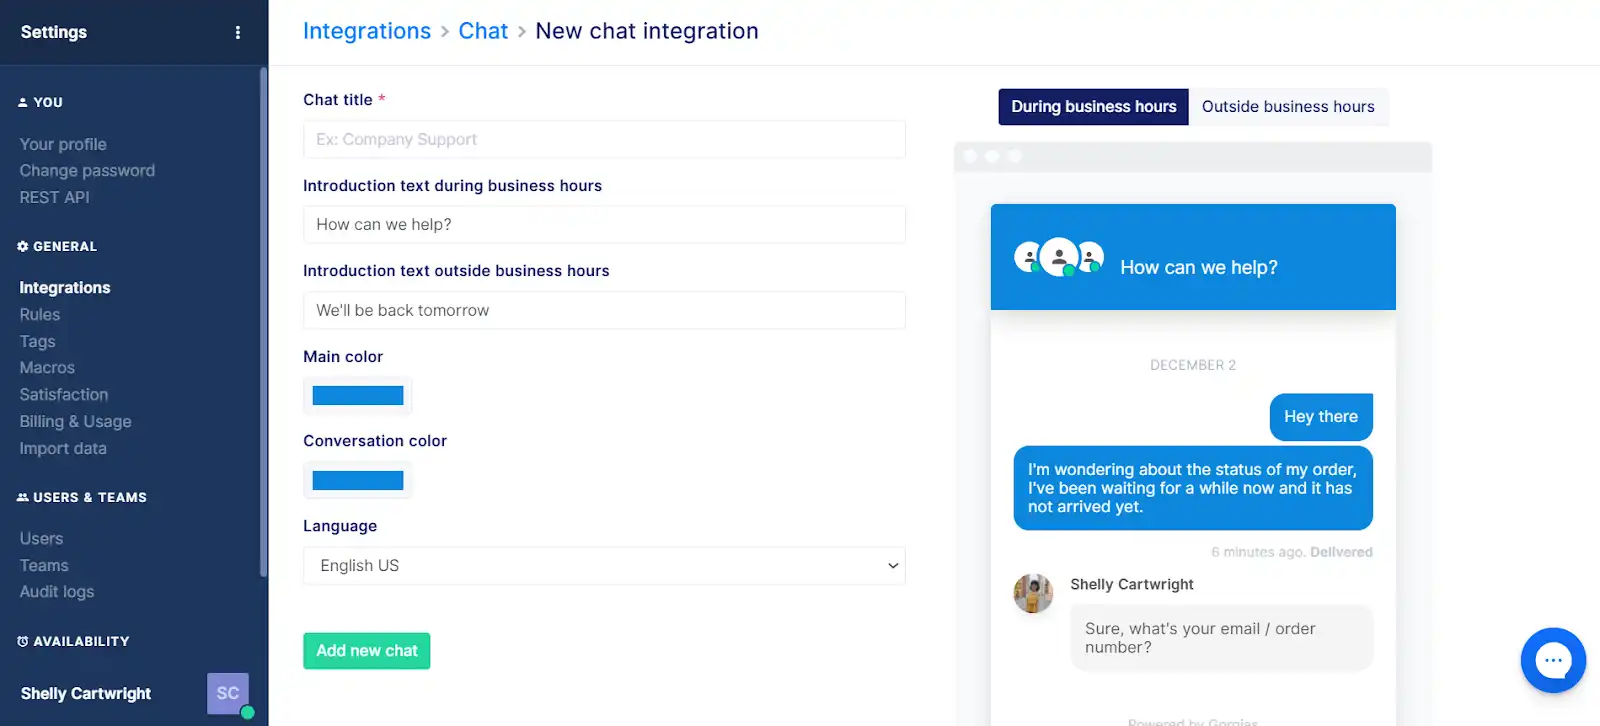 Settings
YOU
Your profile
Change password
REST API
GENERAL
Integrations
Rules
Tags
Macros
Satisfaction
Billing & Usage
Import data
USERS & TEAMS
Users
Teams
Audit logs
AVAILABILITY
Shelly Cartwright SC
Integrations > Chat > New chat integration
Chat title *
Ex: Company Support
Introduction text during business hours
How can we help?
Introduction text outside business hours
We'll be back tomorrow
Main color
Conversation color
Language
English US
Add new chat
During business hours Outside business hours
How can we help?
DECEMBER 2
Hey there
I'm wondering about the status of my order,
I've been waiting for a while now and it has
not arrived yet.
6 minutes ago. Delivered
Shelly Cartwright
Sure, what's your email / order
number?
Powered by Gorgias